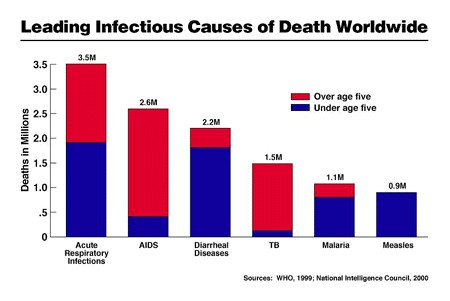 Leading Infectious Causes of Death Worldwide
3.5M
3.5
3.0
2.6M
Over age five
Under age five
2.5
2.2M
2.0
1.5M
1.5
1.1M
0.9M
1.0
.5
0
Deaths in Millions
Acute
Respiratory
Infections
AIDS
Diarrheal
Diseases
TB
Malaria
Measles
Sources: WHO, 1999; National Intelligence Council, 2000